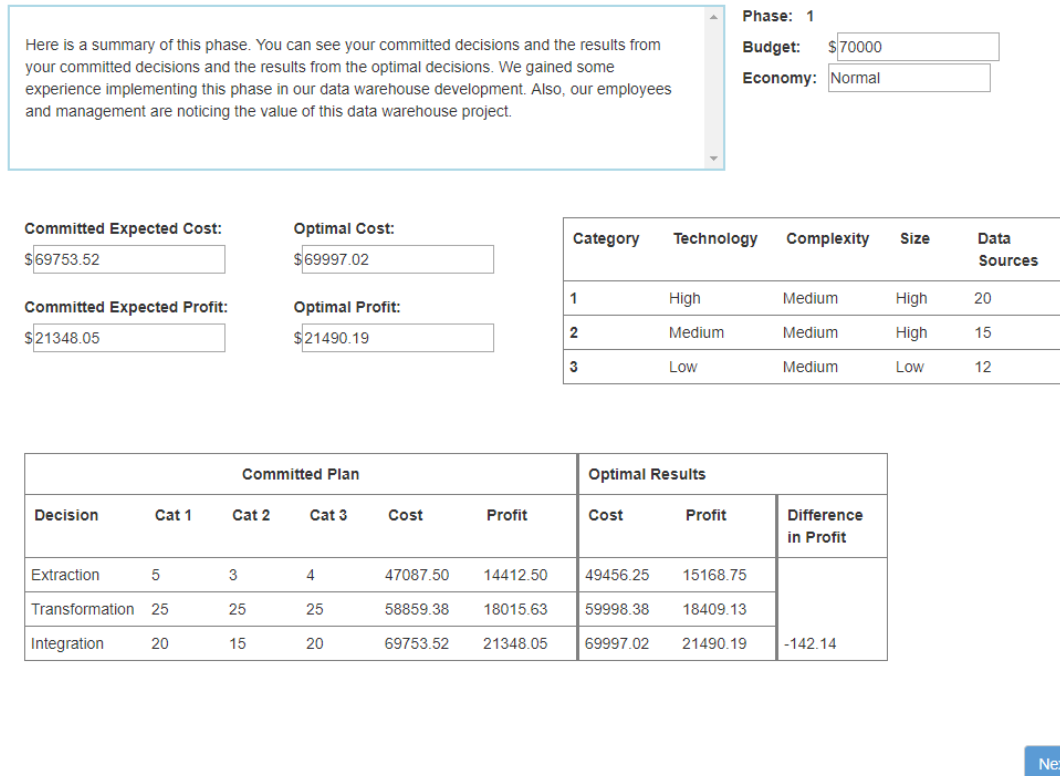 Here is a summary of this phase. You can see your committed decisions and the results from
your committed decisions and the results from the optimal decisions. We gained some
experience implementing this phase in our data warehouse development. Also, our employees
and management are noticing the value of this data warehouse project.
Phase: 1
Budget: $70000
Economy: Normal
Committed Expected Cost:
$69753.52
Optimal Cost:
$69997.02
Committed Expected Profit:
$21348.05
Optimal Profit:
$21490.19
Category Technology Complexity Size Data
Sources
1 High Medium High 20
2 Medium Medium High 15
3 Low Medium Low 12
Committed Plan Optimal Results
Decision Cat 1 Cat 2 Cat 3 Cost Profit Cost Profit Difference
in Profit
Extraction 5 3 4 47087.50 14412.50 49456.25 15168.75
Transformation 25 25 25 58859.38 18015.63 59998.38 18409.13
Integration 20 15 20 69753.52 21348.05 69997.02 21490.19 -142.14